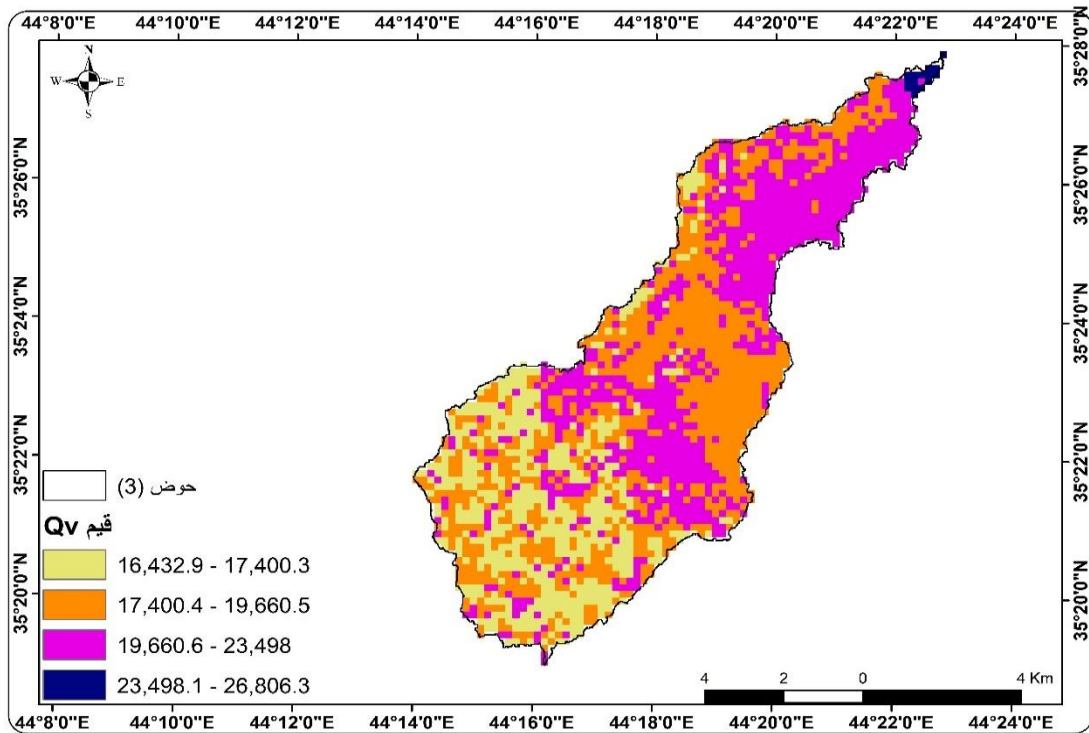 44°8'0"E 44°10'0"E 44°12'0"E 44°14'0"E 44°16'0"E 44°18'0"E 44°20'0"E 44°22'0"E 44°24'0"E
N
W E
S
35°28'0"N 
35°26'0"N 35°26'0"N
35°24'0"N 35°24'0"N
35°22'0"N 35°22'0"N
35°20'0"N 35°20'0"N
حوض (3)
قيم Qv
16,432.9 - 17,400.3
17,400.4 - 19,660.5
19,660.6 - 23,498
23,498.1 - 26,806.3
4 2 0 4 Km
44°8'0"E 44°10'0"E 44°12'0"E 44°14'0"E 44°16'0"E 44°18'0"E 44°20'0"E 44°22'0"E 44°24'0"E